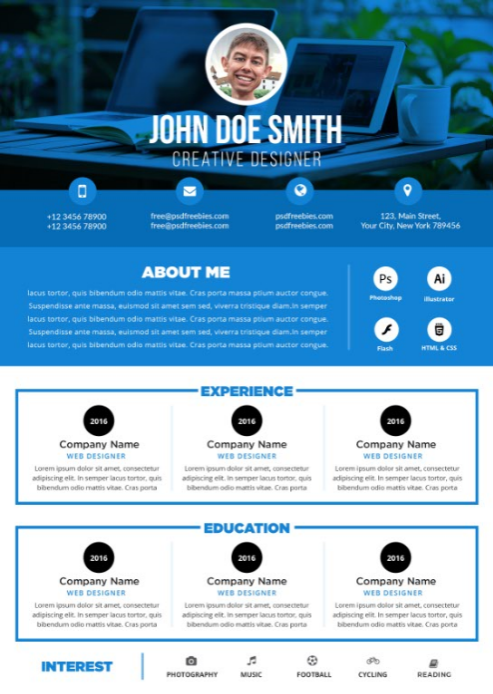 JOHN DOE SMITH
CREATIVE DESIGNER
+12 3456 78900
+12 3456 78900
free@psdfreebies.com
free@psdfreebies.com
psdfreebies.com
psdfreebies.com
123, Main Street,
Your City, New York 789456
ABOUT ME
lacus tortor, quis bibendum odio mattis vitae. Cras porta massa ptium auctor congue.
Suspendisse ante massa, euismod sit amet sem sed, viverra tristique diam.In semper
lacus tortor, quis bibendum odio mattis vitae. Cras porta massa ptium auctor congue.
Suspendisse ante massa, euismod sit amet sem sed, viverra tristique diam.In semper
lacus tortor, quis bibendum odio mattis vitae. Cras porta massa ptium auctor congue.
Ps
Photoshop
Ai
Illustrator
Flash
HTML & CSS
EXPERIENCE
2016
Company Name
WEB DESIGNER
Lorem ipsum dolor sit amet, consectetur
adipiscing elit. In semper lacus tortor, quis
bibendum odio mattis vitae. Cras porta
2016
Company Name
WEB DESIGNER
Lorem ipsum dolor sit amet, consectetur
adipiscing elit. In semper lacus tortor, quis
bibendum odio mattis vitae. Cras porta
2016
Company Name
WEB DESIGNER
Lorem ipsum dolor sit amet, consectetur
adipiscing elit. In semper lacus tortor, quis
bibendum odio mattis vitae. Cras porta
EDUCATION
2016
Company Name
WEB DESIGNER
Lorem ipsum dolor sit amet, consectetur
adipiscing elit. In semper lacus tortor, quis
bibendum odio mattis vitae. Cras porta
2016
Company Name
WEB DESIGNER
Lorem ipsum dolor sit amet, consectetur
adipiscing elit. In semper lacus tortor, quis
bibendum odio mattis vitae. Cras porta
2016
Company Name
WEB DESIGNER
Lorem ipsum dolor sit amet, consectetur
adipiscing elit. In semper lacus tortor, quis
bibendum odio mattis vitae. Cras porta
INTEREST
PHOTOGRAPHY
MUSIC
FOOTBALL
CYCLING
READING